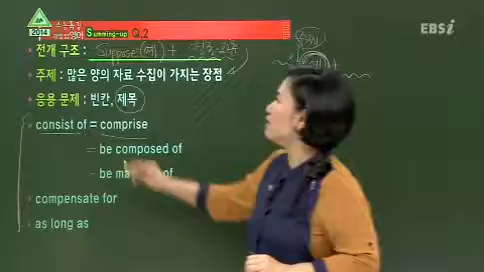 EBSi
2014
Summing-up Q.2
전개 구조 : Suppose(예) +
주제 : 많은 양의 자료 수집이 가지는 장점
응용 문제 : 빈칸, 제목
consist of = comprise
be composed of
be ma of
compensate for
as long as